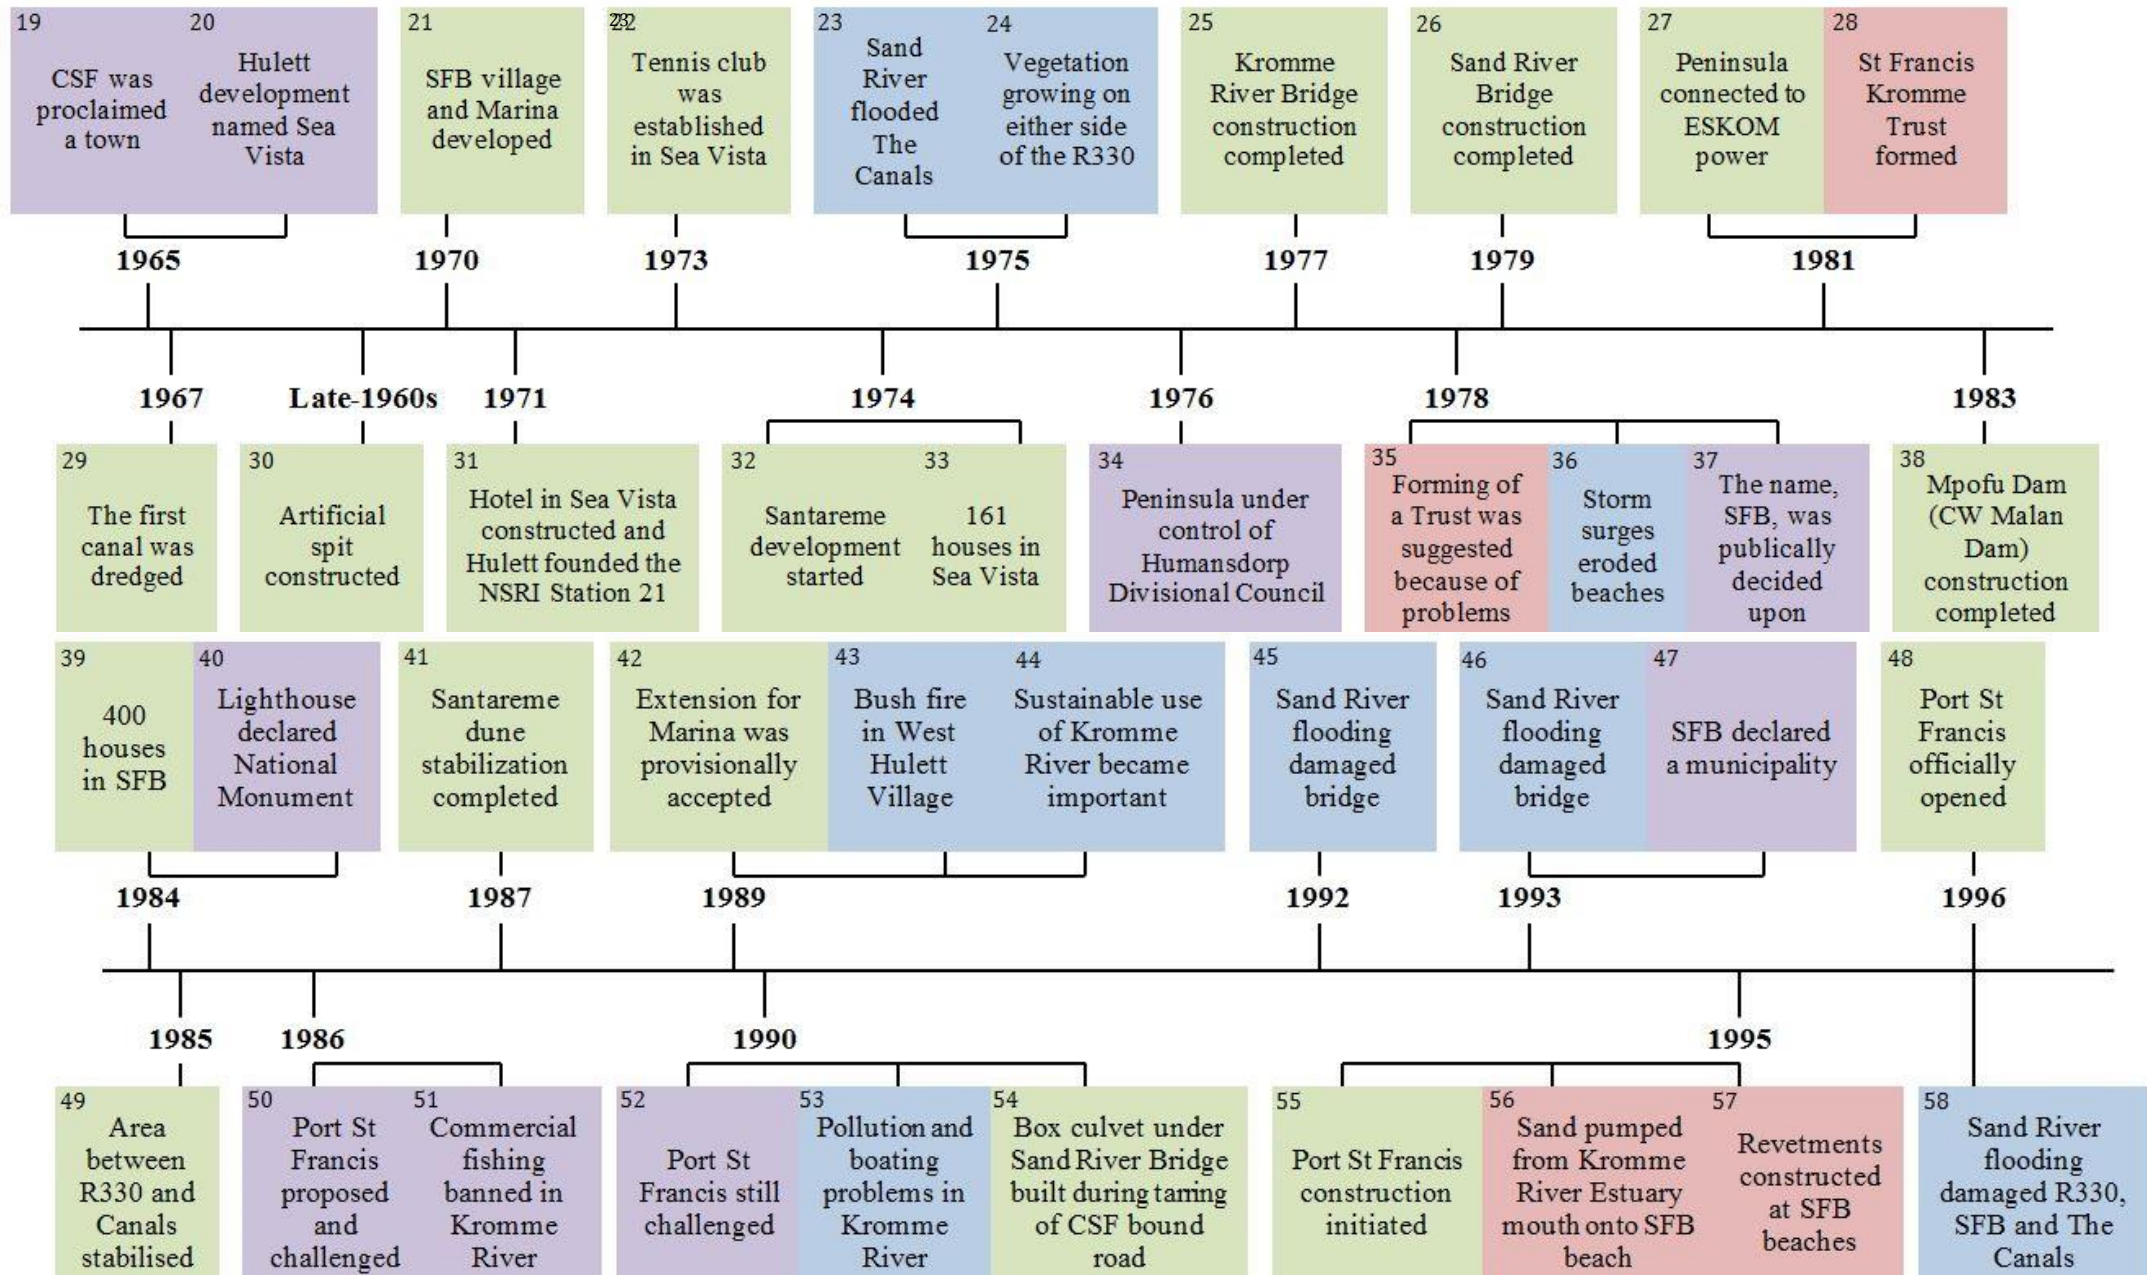 19
CSF was
proclaimed
a town
20
Hulett
development
named Sea
Vista
21
SFB village
and Marina
developed
Tennis club
was
established
in Sea Vista
23
Sand
River
flooded
The
Canals
24
Vegetation
growing on
either side
of the R330
25
Kromme
River Bridge
construction
completed
26
Sand River
Bridge
construction
completed
27
Peninsula
connected to
ESKOM
power
28
St Francis
Kromme
Trust
formed
1965
1970
1973
1975
1977
1979
1981
1967
Late-1960s
1971
1974
1976
1978
1983
29
The first
canal was
dredged
30
Artificial
spit
constructed
31
Hotel in Sea Vista
constructed and
Hulett founded the
NSRI Station 21
32
Santareme
development
started
33
161
houses in
Sea Vista
34
Peninsula under
control of
Humansdorp
Divisional Council
35
Forming of
a Trust was
suggested
because of
problems
36
Storm
surges
eroded
beaches
37
The name,
SFB, was
publically
decided
upon
38
Mpofu Dam
(CW Malan
Dam)
construction
completed
39
400
houses
in SFB
40
Lighthouse
declared
National
Monument
41
Santareme
dune
stabilization
completed
42
Extension for
Marina was
provisionally
accepted
43
Bush fire
in West
Hulett
Village
44
Sustainable use
of Kromme
River became
important
45
Sand River
flooding
damaged
bridge
46
Sand River
flooding
damaged
bridge
47
SFB declared
a municipality
48
Port St
Francis
officially
opened
1984
1987
1989
1992
1993
1996
1985
1986
1990
1995
49
Area
between
R330 and
Canals
stabilised
50
Port St
Francis
proposed
and
challenged
51
Commercial
fishing
banned in
Kromme
River
52
Port St
Francis still
challenged
53
Pollution and
boating
problems in
Kromme
River
54
Box culvet under
Sand River Bridge
built during tarring
of CSF bound
road
55
Port St Francis
construction
initiated
56
Sand pumped
from Kromme
River Estuary
mouth onto SFB
beach
57
Revetments
constructed
at SFB
beaches
58
Sand River
flooding
damaged R330,
SFB and The
Canals